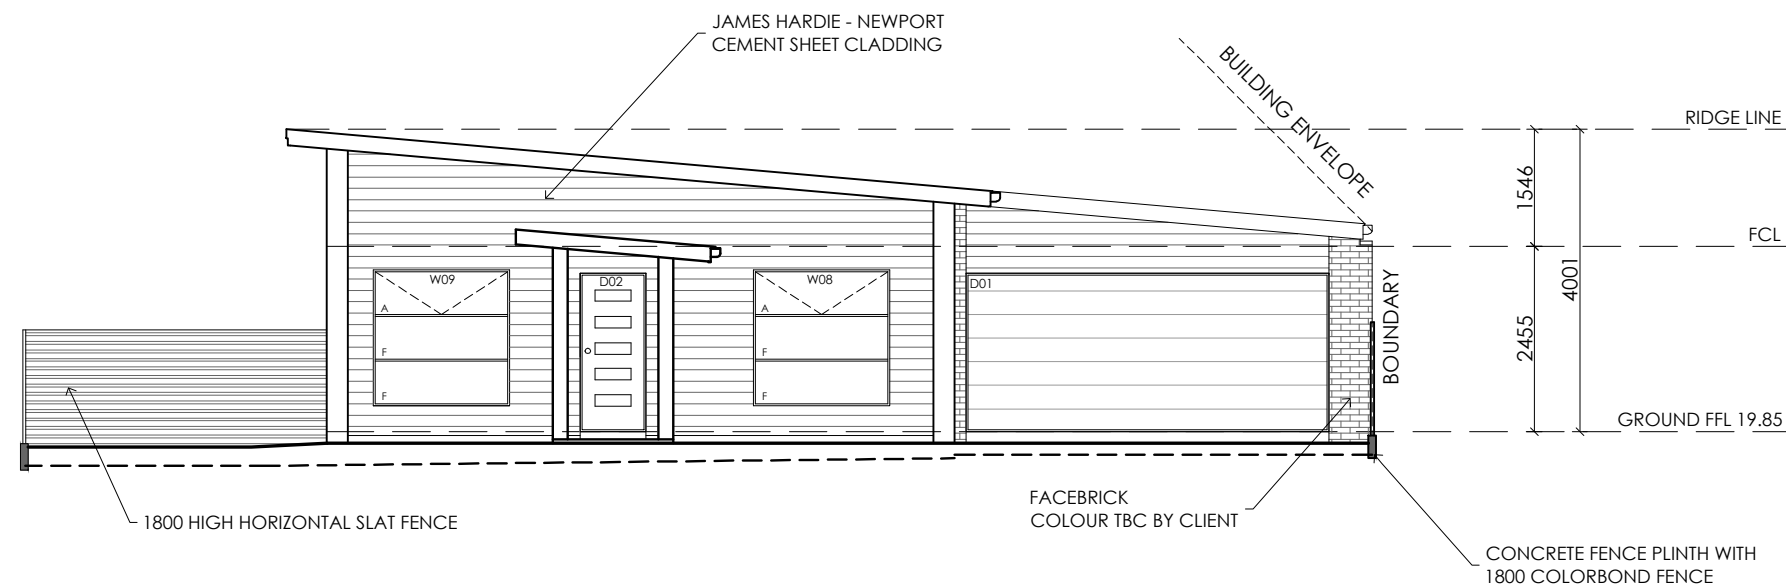 JAMES HARDIE - NEWPORT
CEMENT SHEET CLADDING
BUILDING ENVELOPE
RIDGE LINE
1546
FCL
4001
2455
W09
A
F
F
D02
W08
A
F
F
D01
BOUNDARY
GROUND FFL 19.85
1800 HIGH HORIZONTAL SLAT FENCE
FACEBRICK
COLOUR TBC BY CLIENT
CONCRETE FENCE PLINTH WITH
1800 COLORBOND FENCE